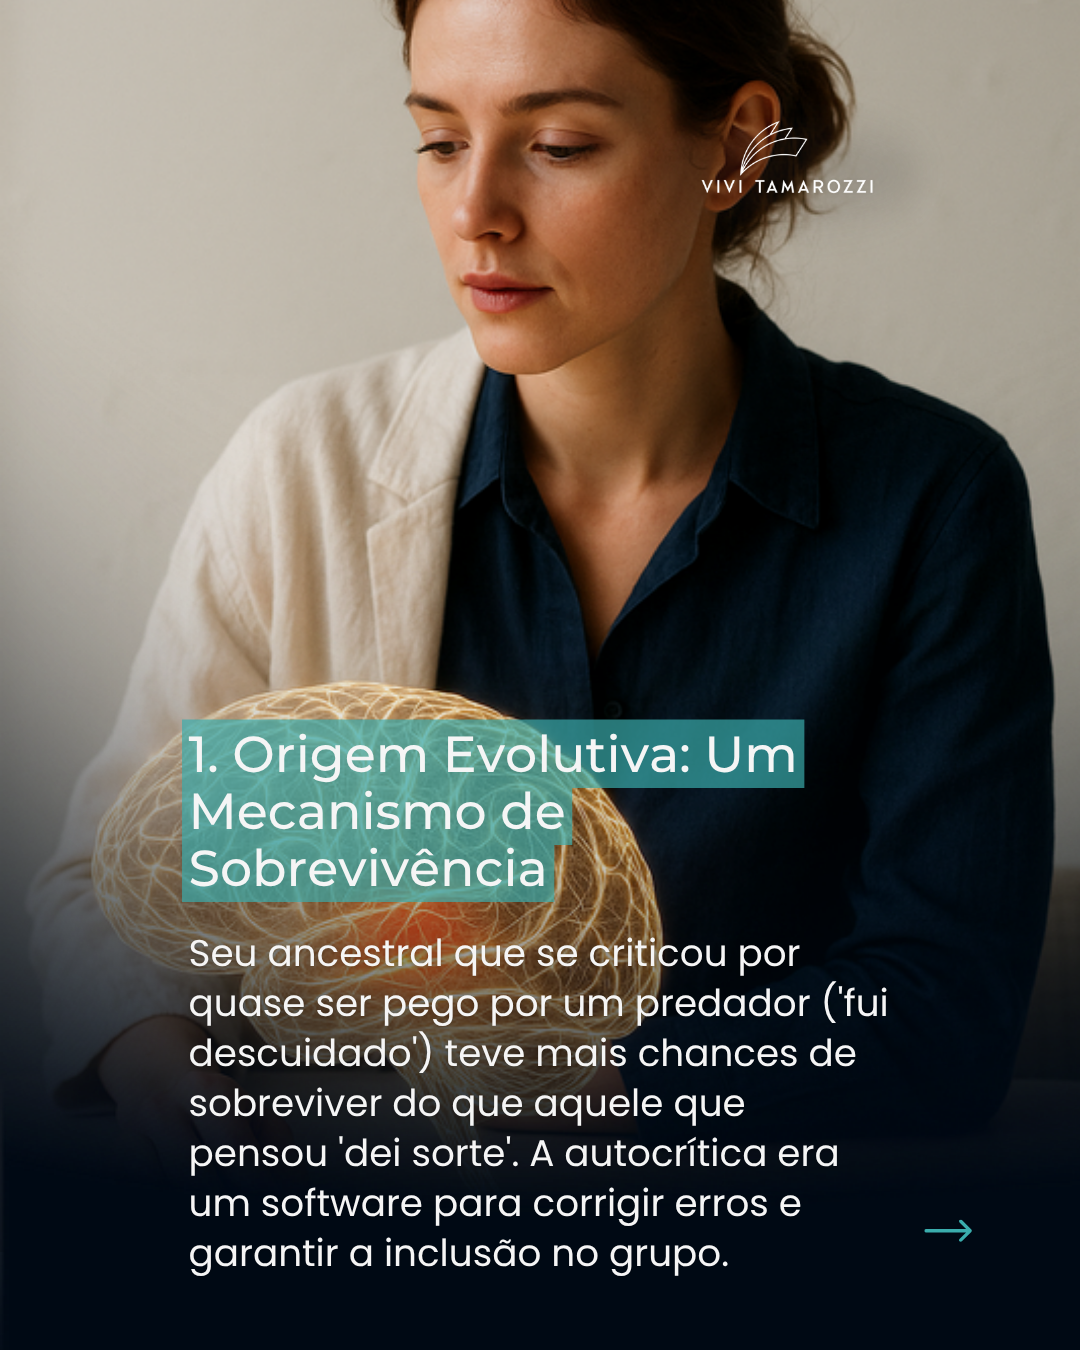 VIVI TAMAROZZI
1. Origem Evolutiva: Um
Mecanismo de
Sobrevivência
Seu ancestral que se criticou por
quase ser pego por um predador ('fui
descuidado') teve mais chances de
sobreviver do que aquele que
pensou 'dei sorte'. A autocrítica era
um software para corrigir erros e
garantir a inclusão no grupo.